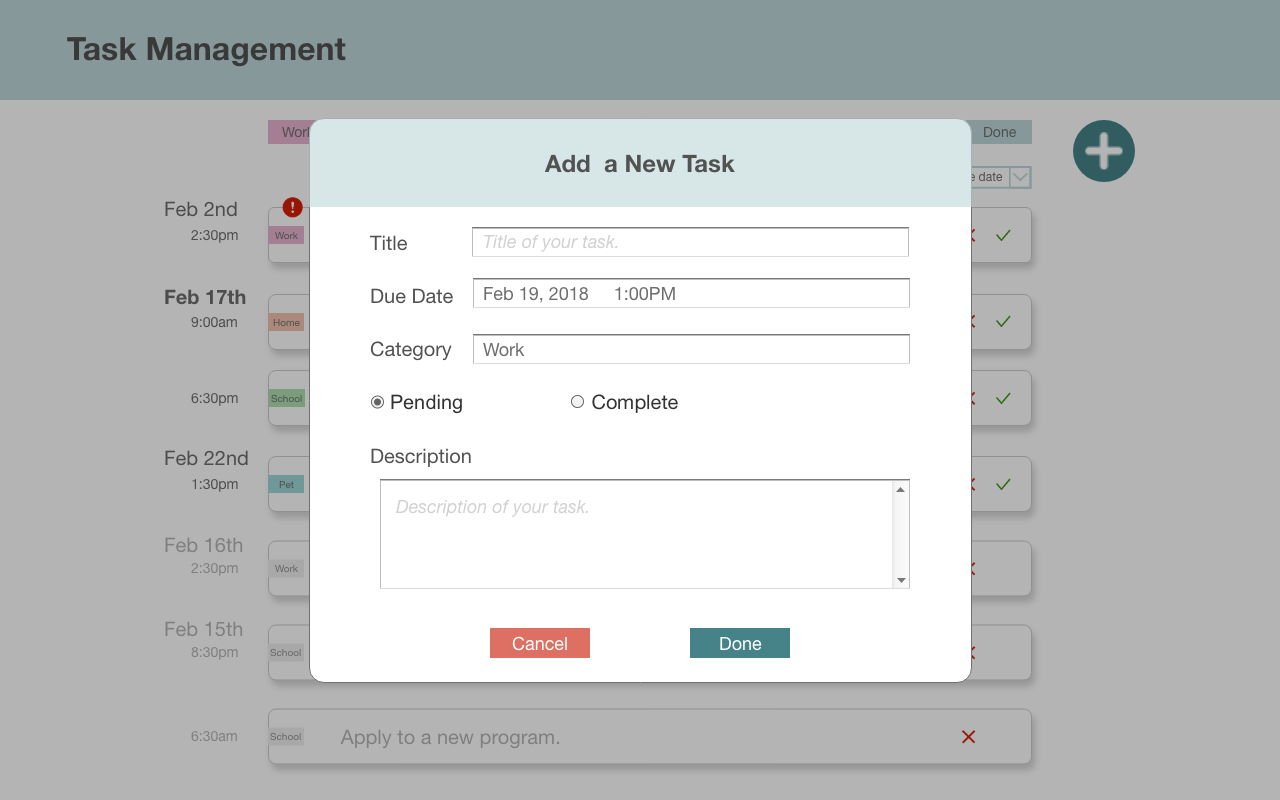 Task Management
Work
Done
Add  a New Task
date
Feb 2nd
!
2:30pm
Work
Title
Title of your task.
Feb 17th
9:00am
Home
Due Date
Feb 19, 2018 1:00PM
Category
Work
6:30pm
School
Pending
Complete
Feb 22nd
1:30pm
Pet
Description
Description of your task.
Feb 16th
2:30pm
Work
Feb 15th
8:30pm
School
Cancel
Done
6:30am
School
Apply to a new program.